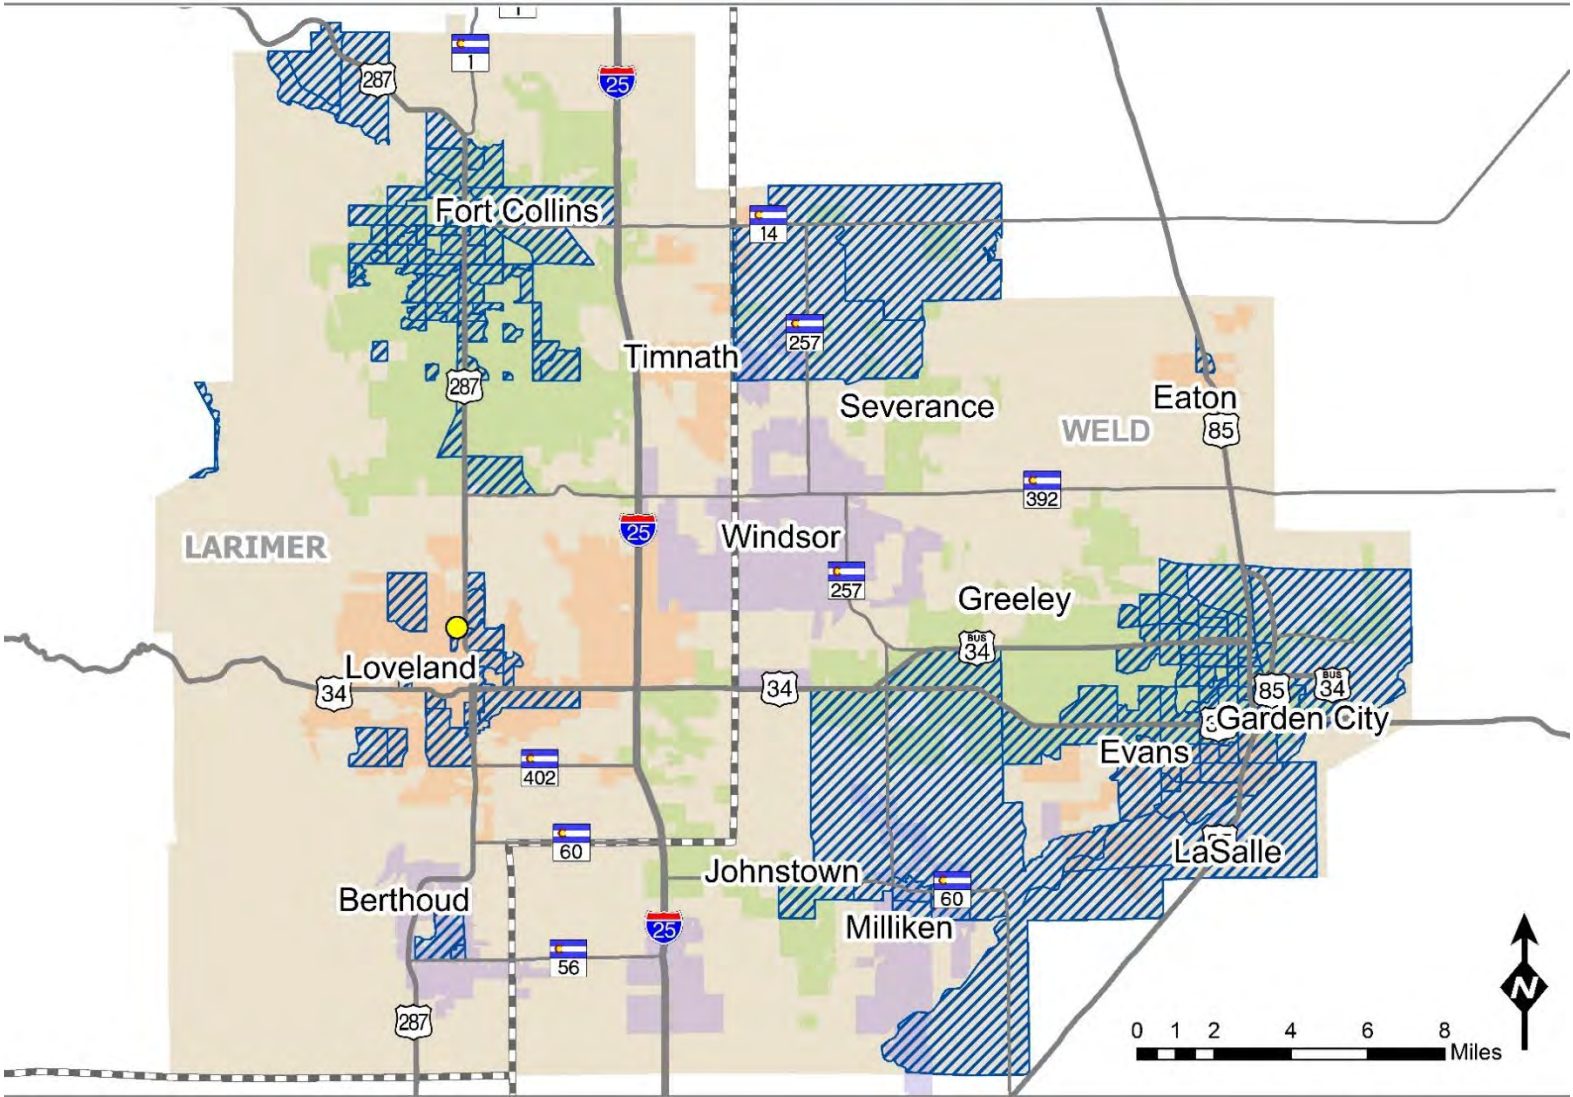 1
1
287
25
Fort Collins
14
257
Timnath
287
Severance
Eaton
WELD
85
392
25
LARIMER
Windsor
257
Greeley
BUS
34
Loveland
34
34
85
BUS
34
Garden City
Evans
402
60
LaSalle
Johnstown
60
Berthoud
Milliken
25
56
287
N
0 1 2 4 6 8
Miles